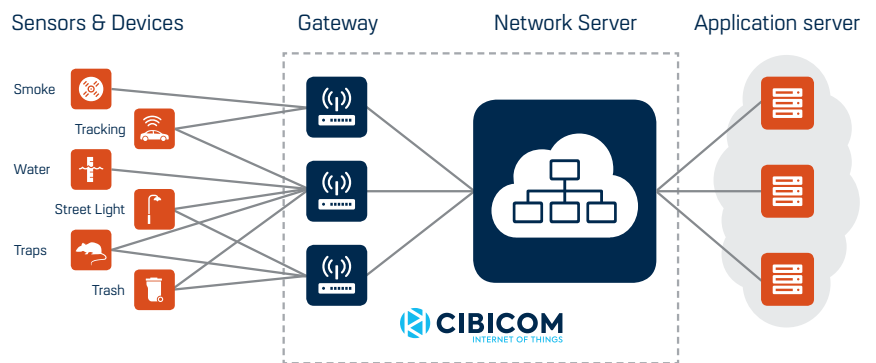 Sensors & Devices
Gateway
Network Server
Application server
Smoke
Tracking
Water
Street Light
Traps
Trash
CIBICOM
INTERNET OF THINGS